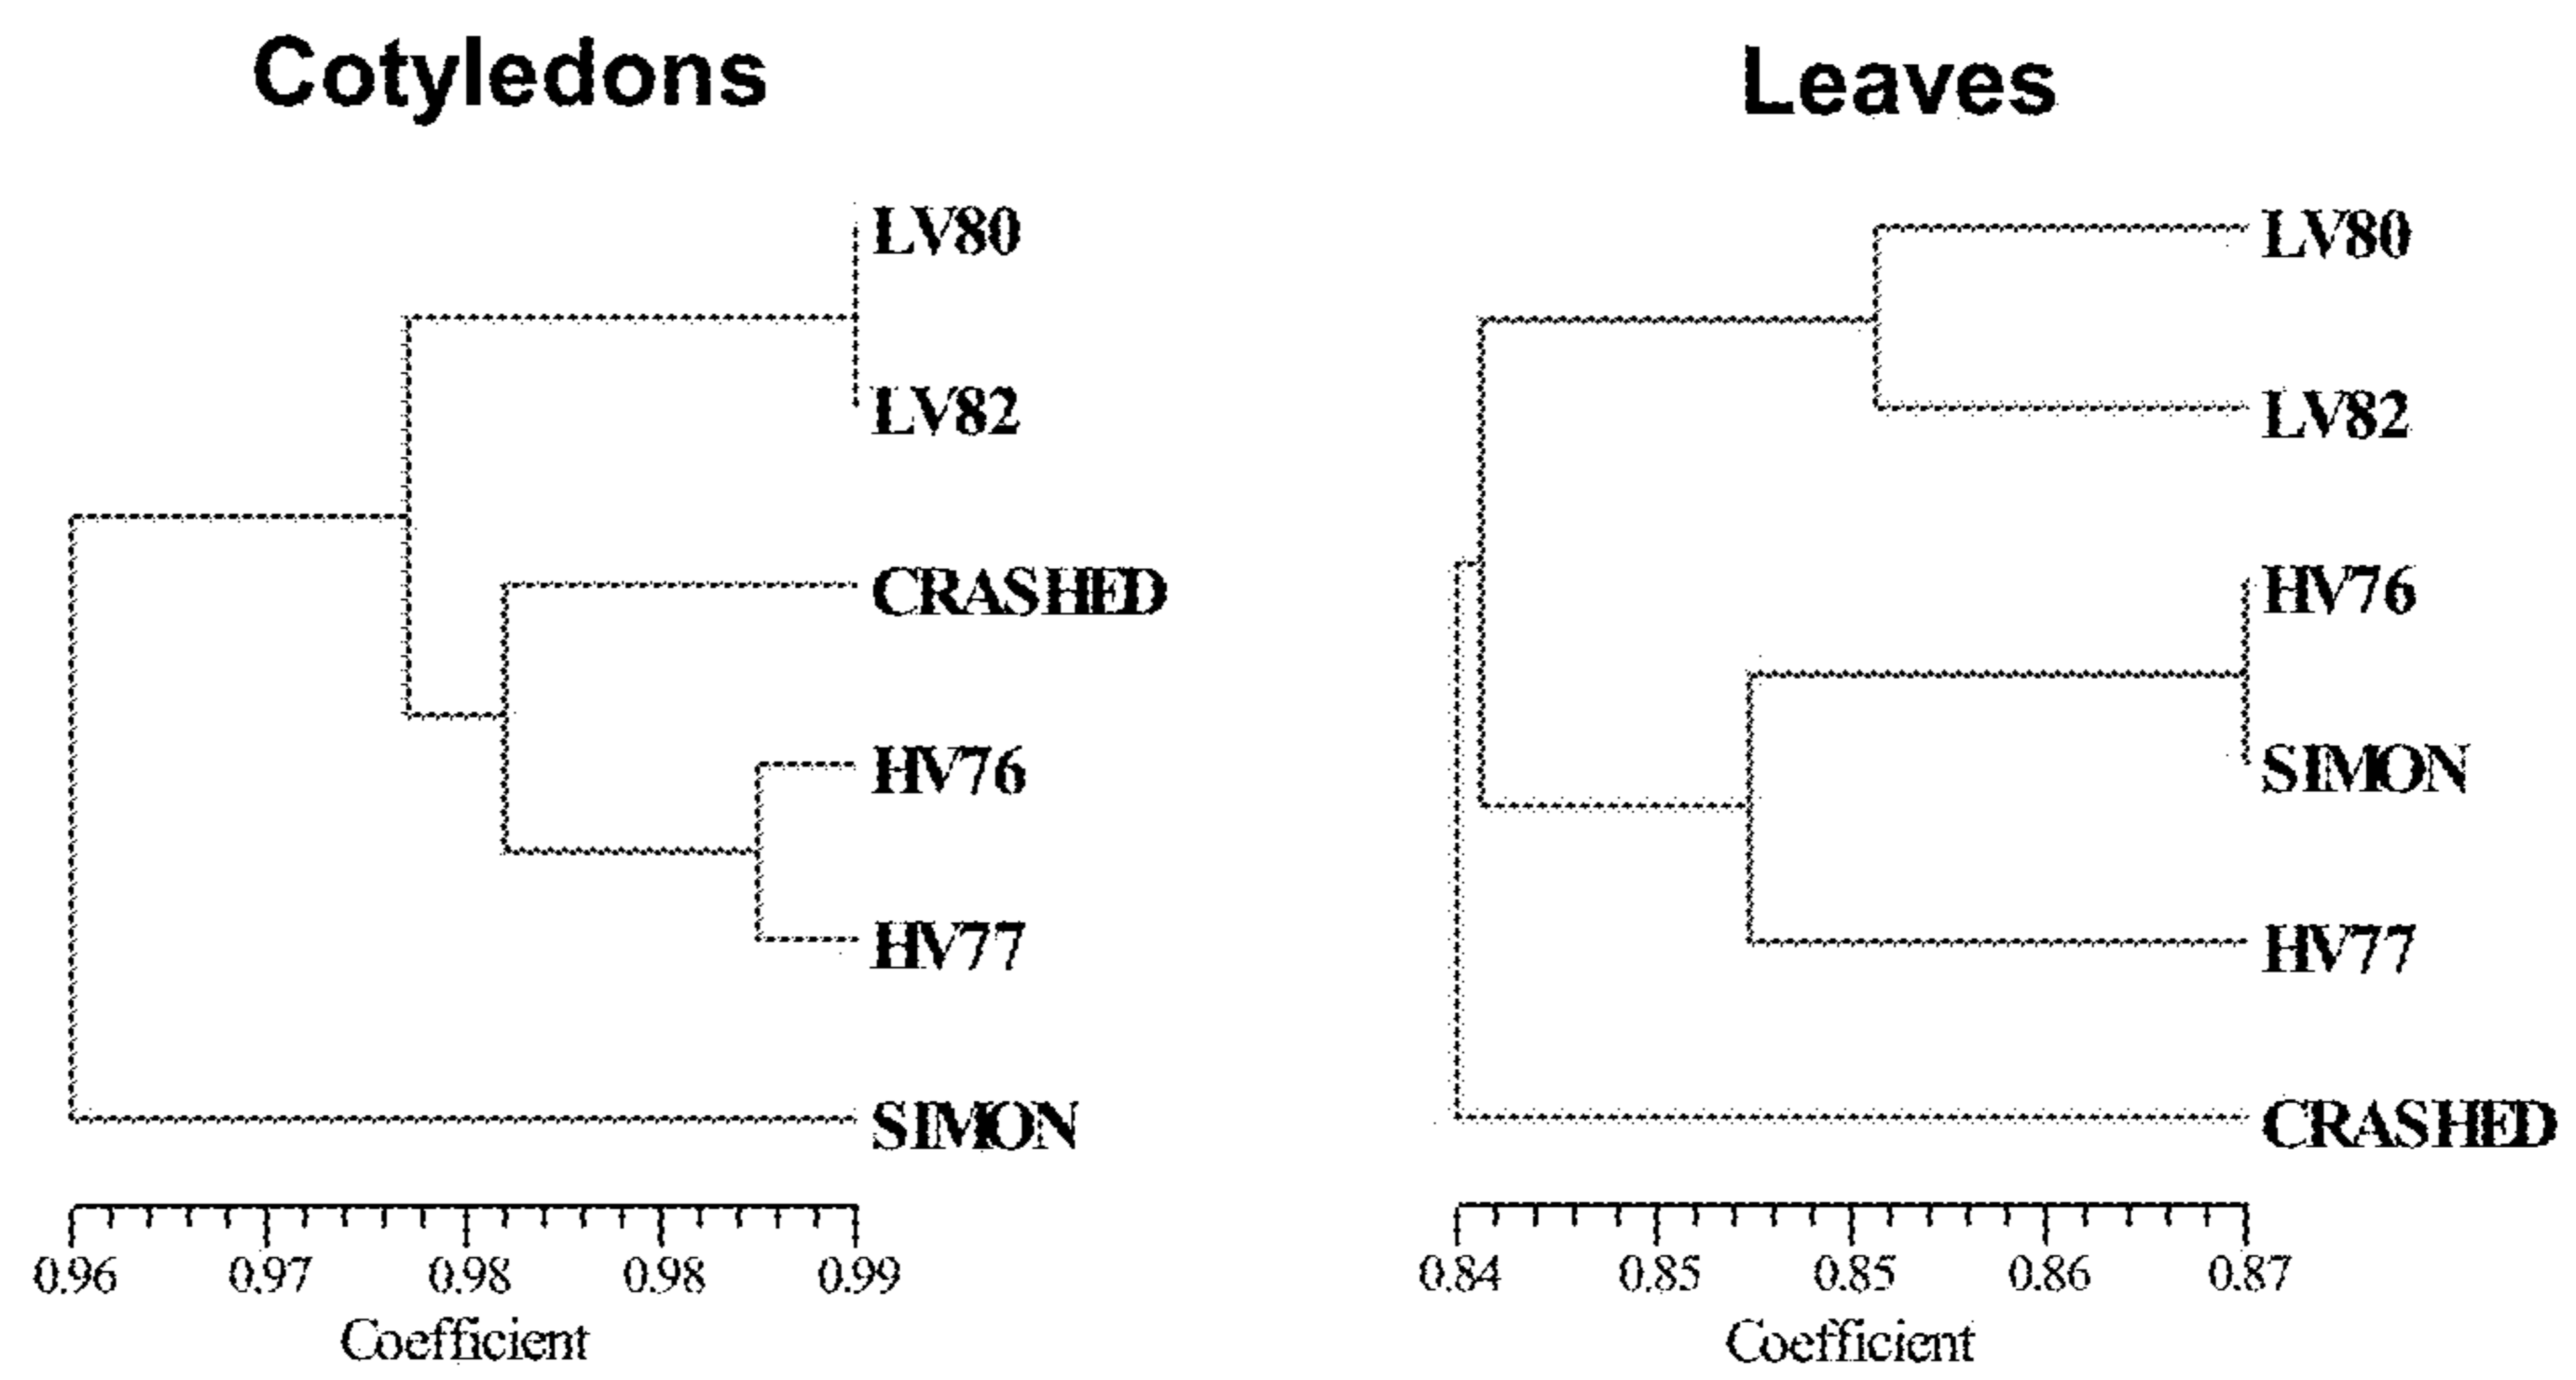 Cotyledons
LV80
LV82
CRASHED
HV76
HV77
SIMON
0.96 0.97 0.98 0.98 0.99
Coefficient
Leaves
LV80
LV82
HV76
SIMON
HV77
CRASHED
0.84 0.85 0.85 0.86 0.87
Coefficient